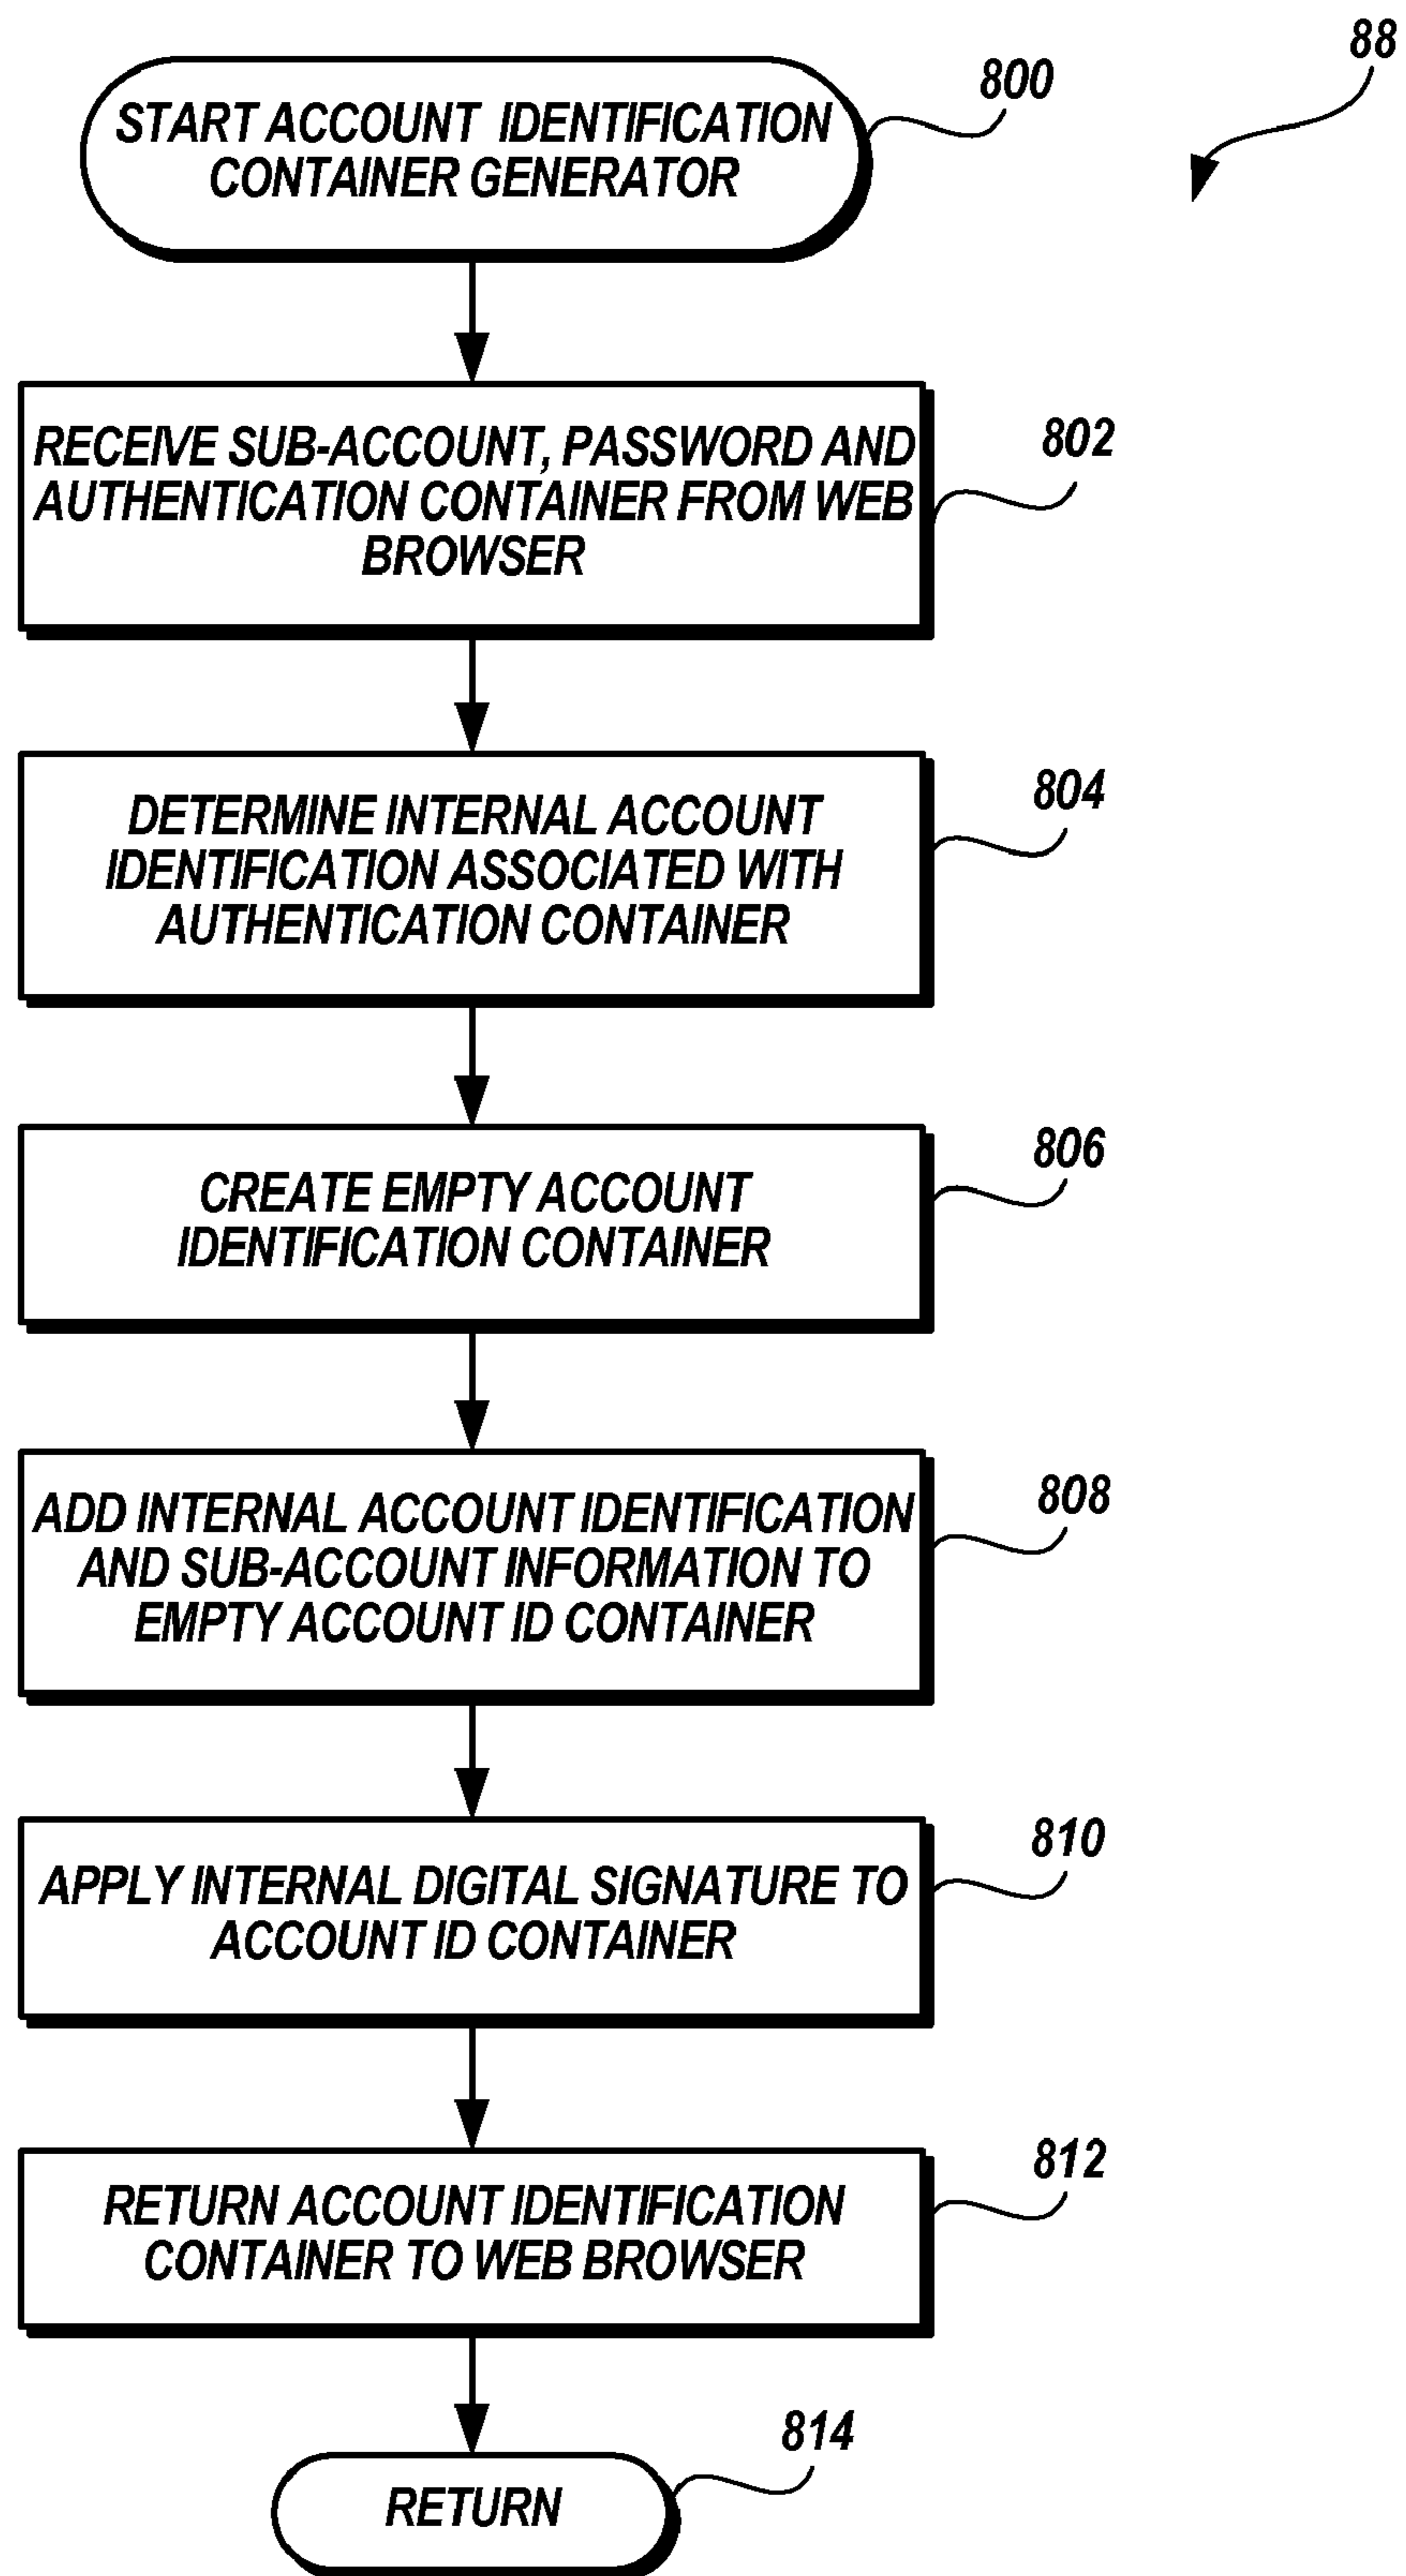 88
800
START ACCOUNT IDENTIFICATION
CONTAINER GENERATOR
802
RECEIVE SUB-ACCOUNT, PASSWORD AND
AUTHENTICATION CONTAINER FROM WEB
BROWSER
804
DETERMINE INTERNAL ACCOUNT
IDENTIFICATION ASSOCIATED WITH
AUTHENTICATION CONTAINER
806
CREATE EMPTY ACCOUNT
IDENTIFICATION CONTAINER
808
ADD INTERNAL ACCOUNT IDENTIFICATION
AND SUB-ACCOUNT INFORMATION TO
EMPTY ACCOUNT ID CONTAINER
810
APPLY INTERNAL DIGITAL SIGNATURE TO
ACCOUNT ID CONTAINER
812
RETURN ACCOUNT IDENTIFICATION
CONTAINER TO WEB BROWSER
814
RETURN